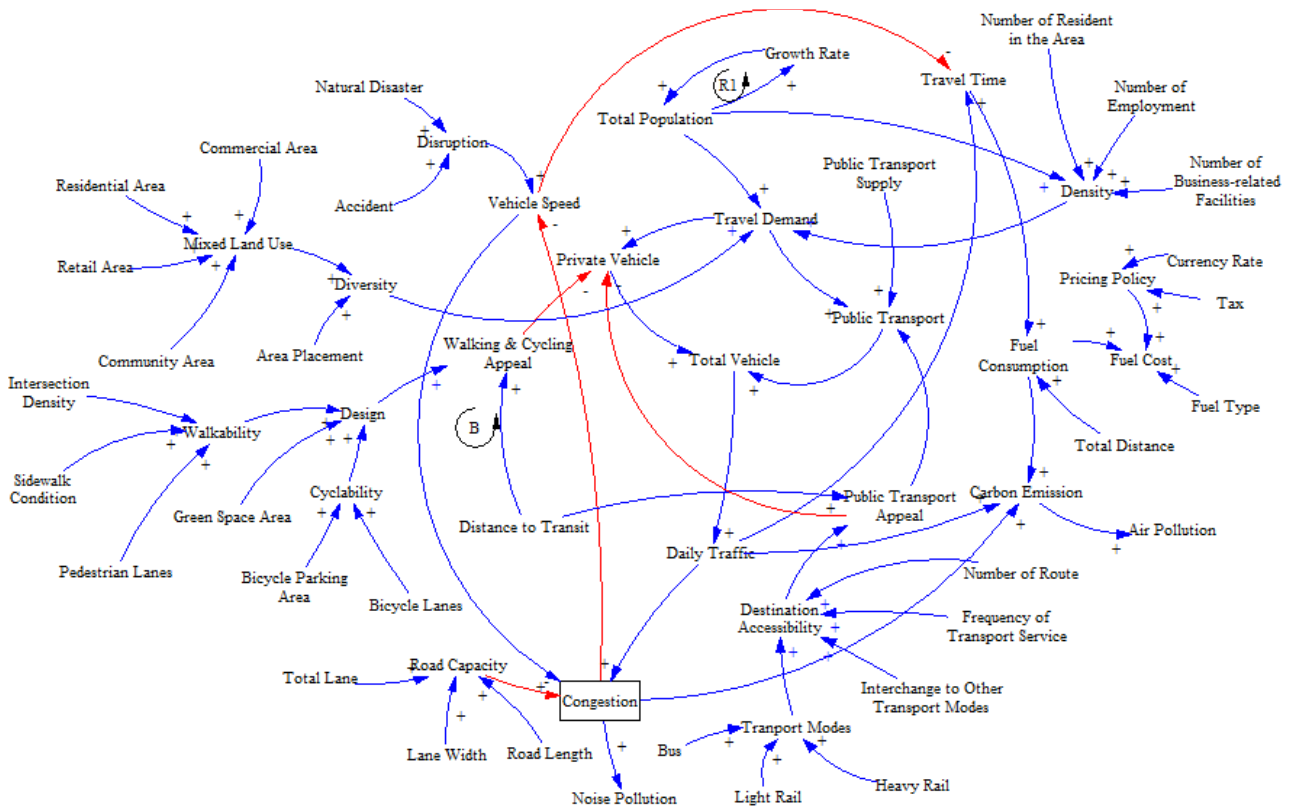 Number of Resident
in the Area
Growth Rate
R1
Travel Time
Natural Disaster
Number of
Employment
Total Population
Commercial Area
Disruption
Public Transport
Supply
Number of
Business-related
Facilities
Residential Area
Density
Accident
Vehicle Speed
Travel Demand
Mixed Land Use
Private Vehicle
Currency Rate
Retail Area
Pricing Policy
Diversity
Tax
Public Transport
Walking & Cycling
Appeal
Fuel
Consumption
Area Placement
Community Area
Total Vehicle
Fuel Cost
Intersection
Density
Design
Fuel Type
B
Walkability
Total Distance
Sidewalk
Condition
Cyclability
Carbon Emission
Public Transport
Appeal
Green Space Area
Distance to Transit
Air Pollution
Daily Traffic
Pedestrian Lanes
Number of Route
Bicycle Parking
Area
Bicycle Lanes
Destination
Accessibility
Frequency of
Transport Service
Road Capacity
Total Lane
Congestion
Interchange to Other
Transport Modes
Tranport Modes
Bus
Lane Width
Road Length
Heavy Rail
Noise Pollution
Light Rail